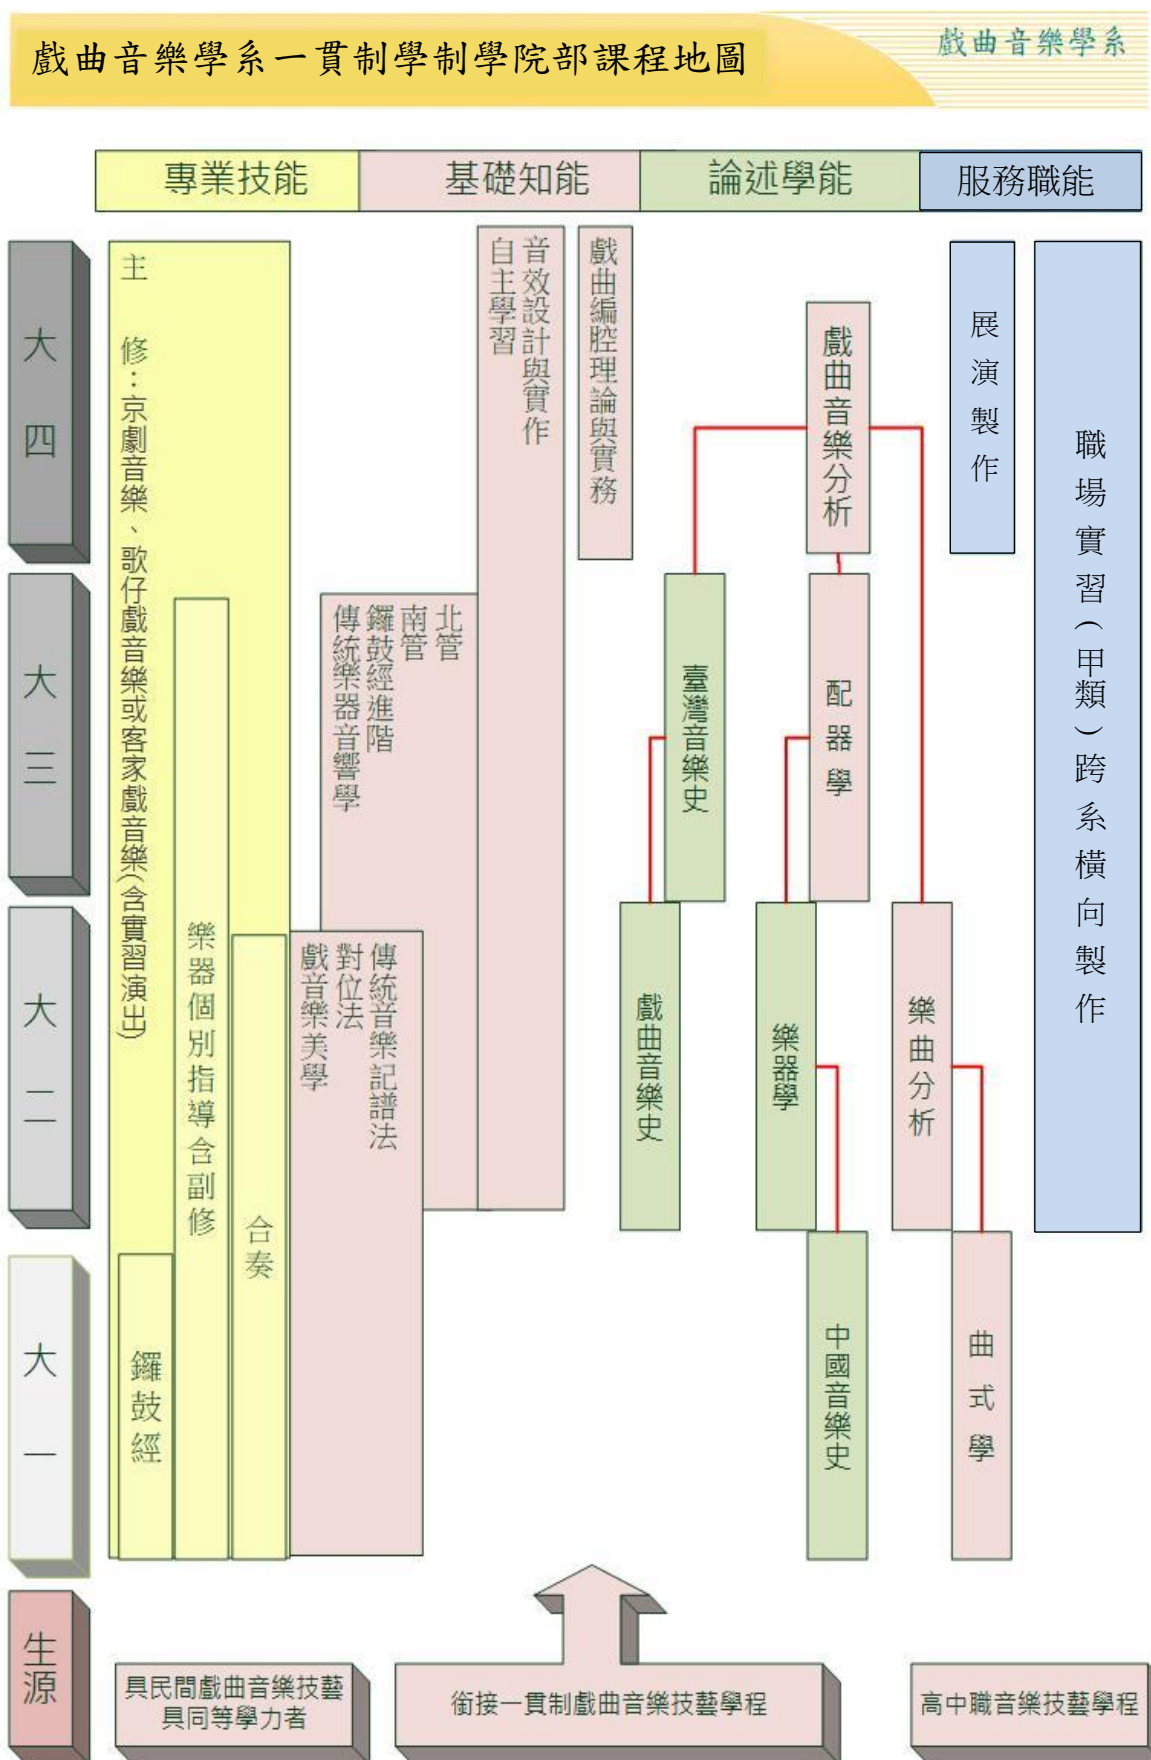 戲曲音樂學系一貫制學制學院部課程地圖
戲曲音樂學系
專業技能
基礎知能
論述學能
服務職能
大四
主修：京劇音樂、歌仔戲音樂或客家戲音樂(含實習演出)
音效設計與實作
自主學習
戲曲編腔理論與實務
戲曲音樂分析
展演製作
職場實習(甲類)跨系橫向製作
大三
樂器個別指導含副修
北管
南管
鑼鼓經進階
傳統樂器音響學
臺灣音樂史
配器學
大二
合奏
傳統音樂記譜法
對位法
戲音樂美學
戲曲音樂史
樂器學
樂曲分析
大一
鑼鼓經
中國音樂史
曲式學
生源
具民間戲曲音樂技藝
具同等學力者
銜接一貫制戲曲音樂技藝學程
高中職音樂技藝學程